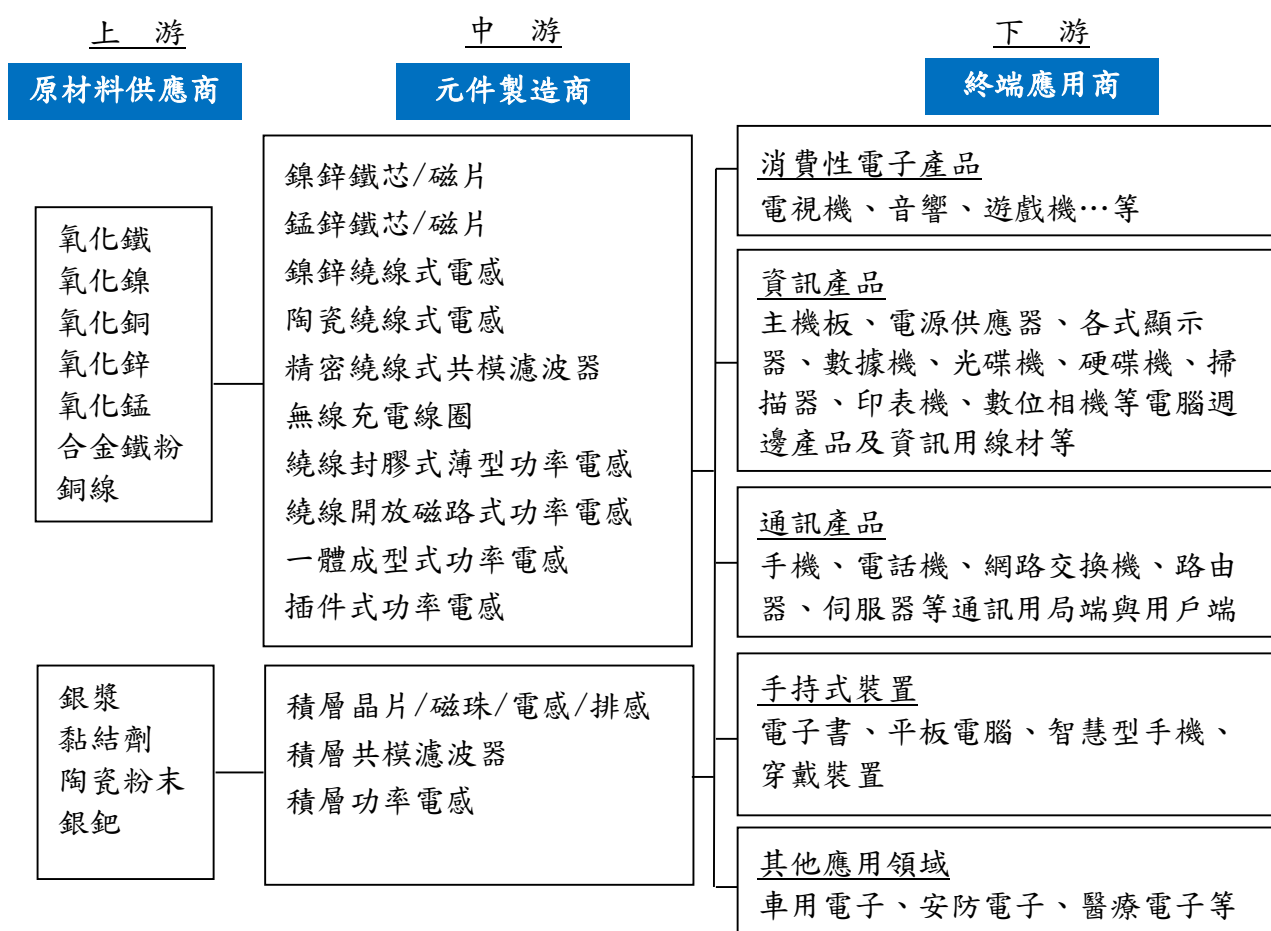 上 游
原材料供應商
氧化鐵
氧化鎳
氧化銅
氧化鋅
氧化錳
合金鐵粉
銅線
銀漿
黏結劑
陶瓷粉末
銀鈀
中 游
元件製造商
鎳鋅鐵芯/磁片
錳鋅鐵芯/磁片
鎳鋅繞線式電感
陶瓷繞線式電感
精密繞線式共模濾波器
無線充電線圈
繞線封膠式薄型功率電感
繞線開放磁路式功率電感
一體成型式功率電感
插件式功率電感
積層晶片/磁珠/電感/排感
積層共模濾波器
積層功率電感
下 游
終端應用商
消費性電子產品
電視機、音響、遊戲機…等
資訊產品
主機板、電源供應器、各式顯示
器、數據機、光碟機、硬碟機、掃
描器、印表機、數位相機等電腦週
邊產品及資訊用線材等
通訊產品
手機、電話機、網路交換機、路由
器、伺服器等通訊用局端與用戶端
手持式裝置
電子書、平板電腦、智慧型手機、
穿戴裝置
其他應用領域
車用電子、安防電子、醫療電子等